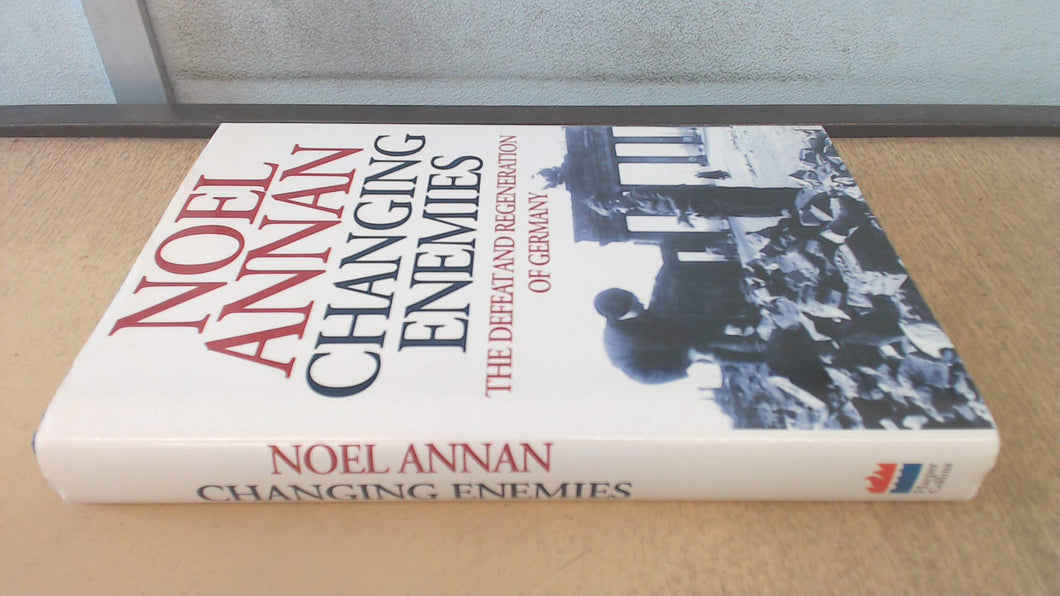 NOEL
ANNAN
CHANGING
ENEMIES
THE DEFEAT AND REGENERATION
OF GERMANY
NOEL ANNAN
CHANGING ENEMIES
Harper
Collins